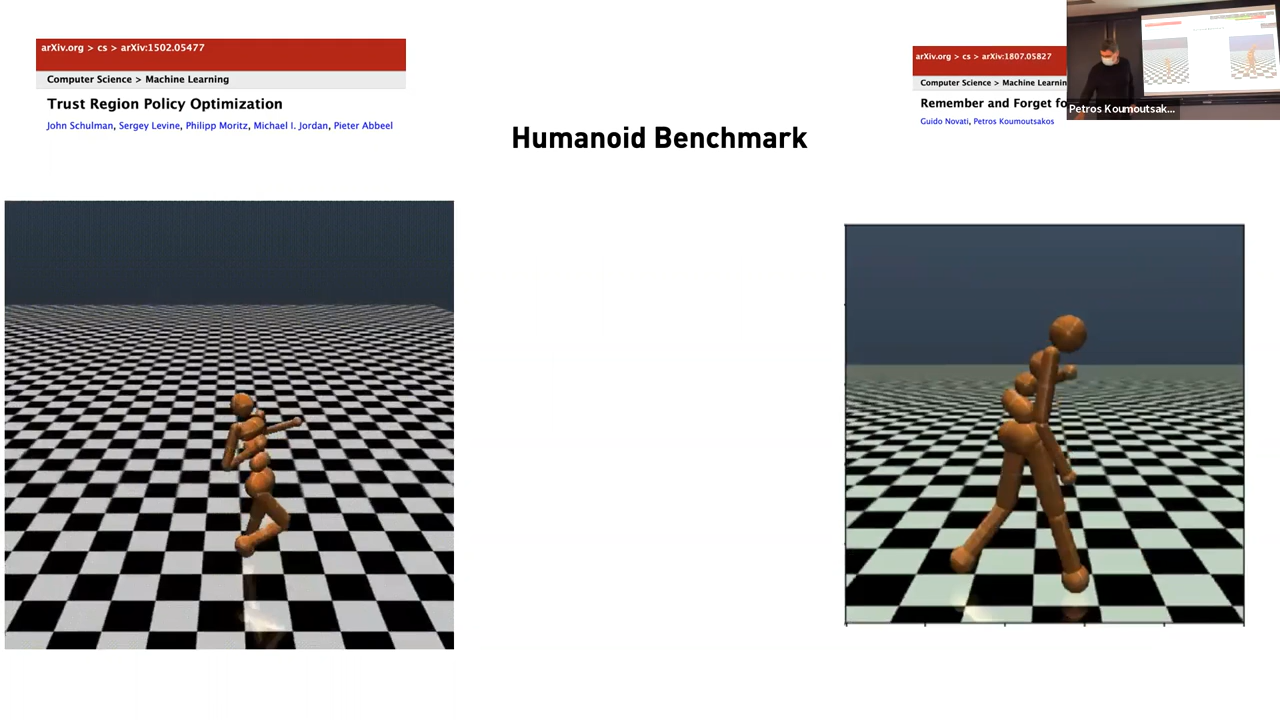 arXiv.org > cs > arXiv:1502.05477
Computer Science > Machine Learning
Trust Region Policy Optimization
John Schulman, Sergey Levine, Philipp Moritz, Michael I. Jordan, Pieter Abbeel
Humanoid Benchmark
arXiv.org > cs > arXiv:1807.05827
Computer Science > Machine Learnin
Remember and Forget fo
Guido Novati, Petros Koumoutsakos
Petros Koumoutsak...